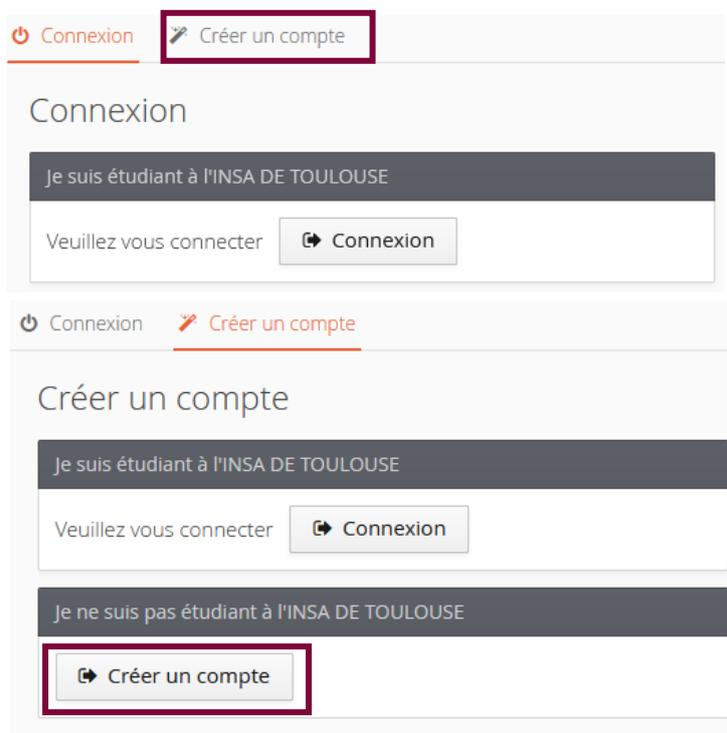 Connexion Créer un compte
Connexion
Je suis étudiant à l'INSA DE TOULOUSE
Veuillez vous connecter Connexion
Connexion Créer un compte
Créer un compte
Je suis étudiant à l'INSA DE TOULOUSE
Veuillez vous connecter Connexion
Je ne suis pas étudiant à l'INSA DE TOULOUSE
Créer un compte